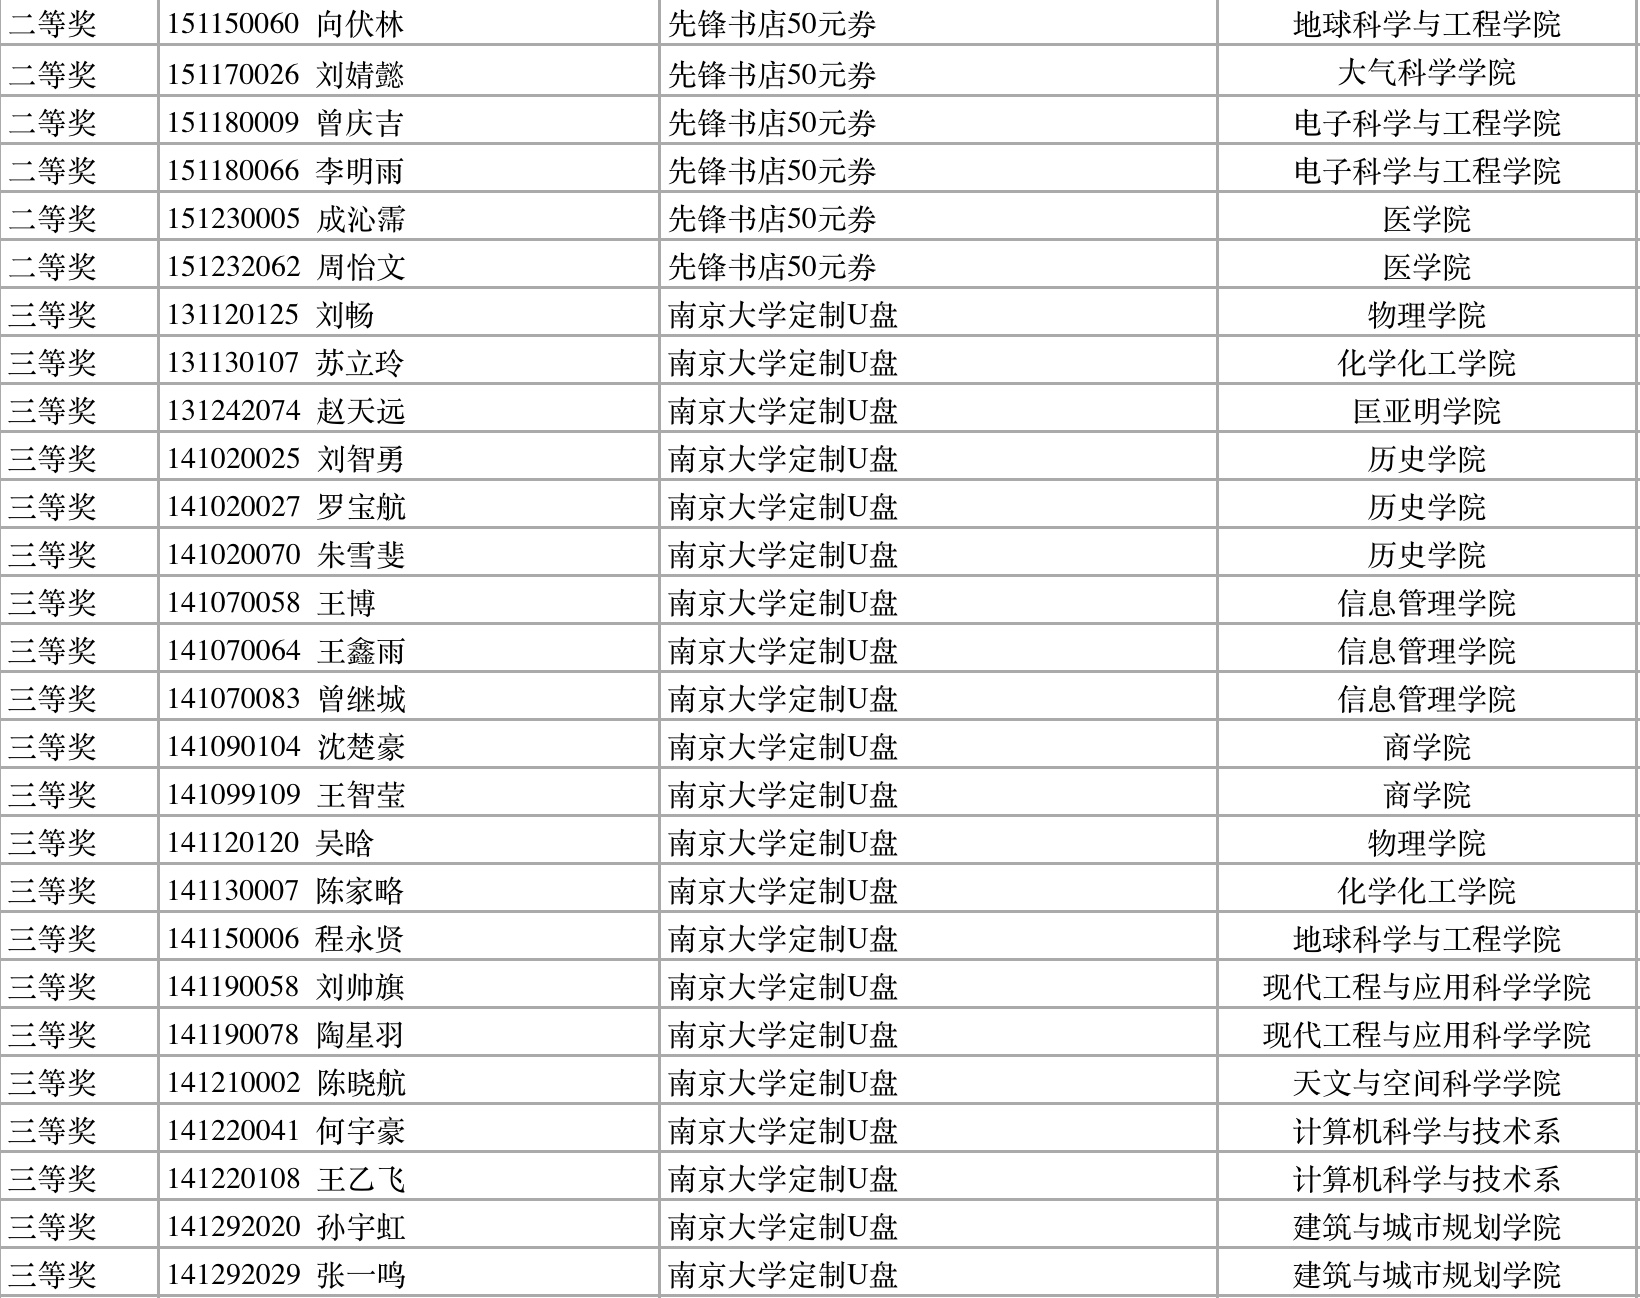 二等奖 151150060 向伏林 先锋书店50元券 地球科学与工程学院
二等奖 151170026 刘婧懿 先锋书店50元券 大气科学学院
二等奖 151180009 曾庆吉 先锋书店50元券 电子科学与工程学院
二等奖 151180066 李明雨 先锋书店50元券 电子科学与工程学院
二等奖 151230005 成沁霈 先锋书店50元券 医学院
二等奖 151232062 周怡文 先锋书店50元券 医学院
三等奖 131120125 刘畅 南京大学定制U盘 物理学院
三等奖 131130107 苏立玲 南京大学定制U盘 化学化工学院
三等奖 131242074 赵天远 南京大学定制U盘 匡亚明学院
三等奖 141020025 刘智勇 南京大学定制U盘 历史学院
三等奖 141020027 罗宝航 南京大学定制U盘 历史学院
三等奖 141020070 朱雪斐 南京大学定制U盘 历史学院
三等奖 141070058 王博 南京大学定制U盘 信息管理学院
三等奖 141070064 王鑫雨 南京大学定制U盘 信息管理学院
三等奖 141070083 曾继城 南京大学定制U盘 信息管理学院
三等奖 141090104 沈楚豪 南京大学定制U盘 商学院
三等奖 141099109 王智莹 南京大学定制U盘 商学院
三等奖 141120120 吴晗 南京大学定制U盘 物理学院
三等奖 141130007 陈家略 南京大学定制U盘 化学化工学院
三等奖 141150006 程永贤 南京大学定制U盘 地球科学与工程学院
三等奖 141190058 刘帅旗 南京大学定制U盘 现代工程与应用科学学院
三等奖 141190078 陶星羽 南京大学定制U盘 现代工程与应用科学学院
三等奖 141210002 陈晓航 南京大学定制U盘 天文与空间科学学院
三等奖 141220041 何宇豪 南京大学定制U盘 计算机科学与技术系
三等奖 141220108 王乙飞 南京大学定制U盘 计算机科学与技术系
三等奖 141292020 孙宇虹 南京大学定制U盘 建筑与城市规划学院
三等奖 141292029 张一鸣 南京大学定制U盘 建筑与城市规划学院